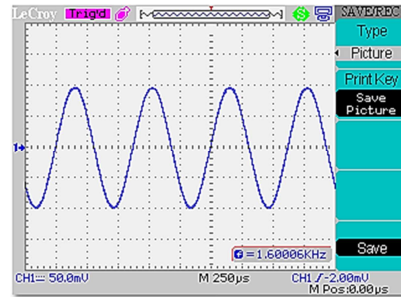 LeCroy Trig'd SAVE/REC
Type
Picture
Print Key
Save
Picture
1
f = 1.60006KHz
Save
CH1 50.0mV M 250µs CH1 -2.00mV
M Pos:0.00µs